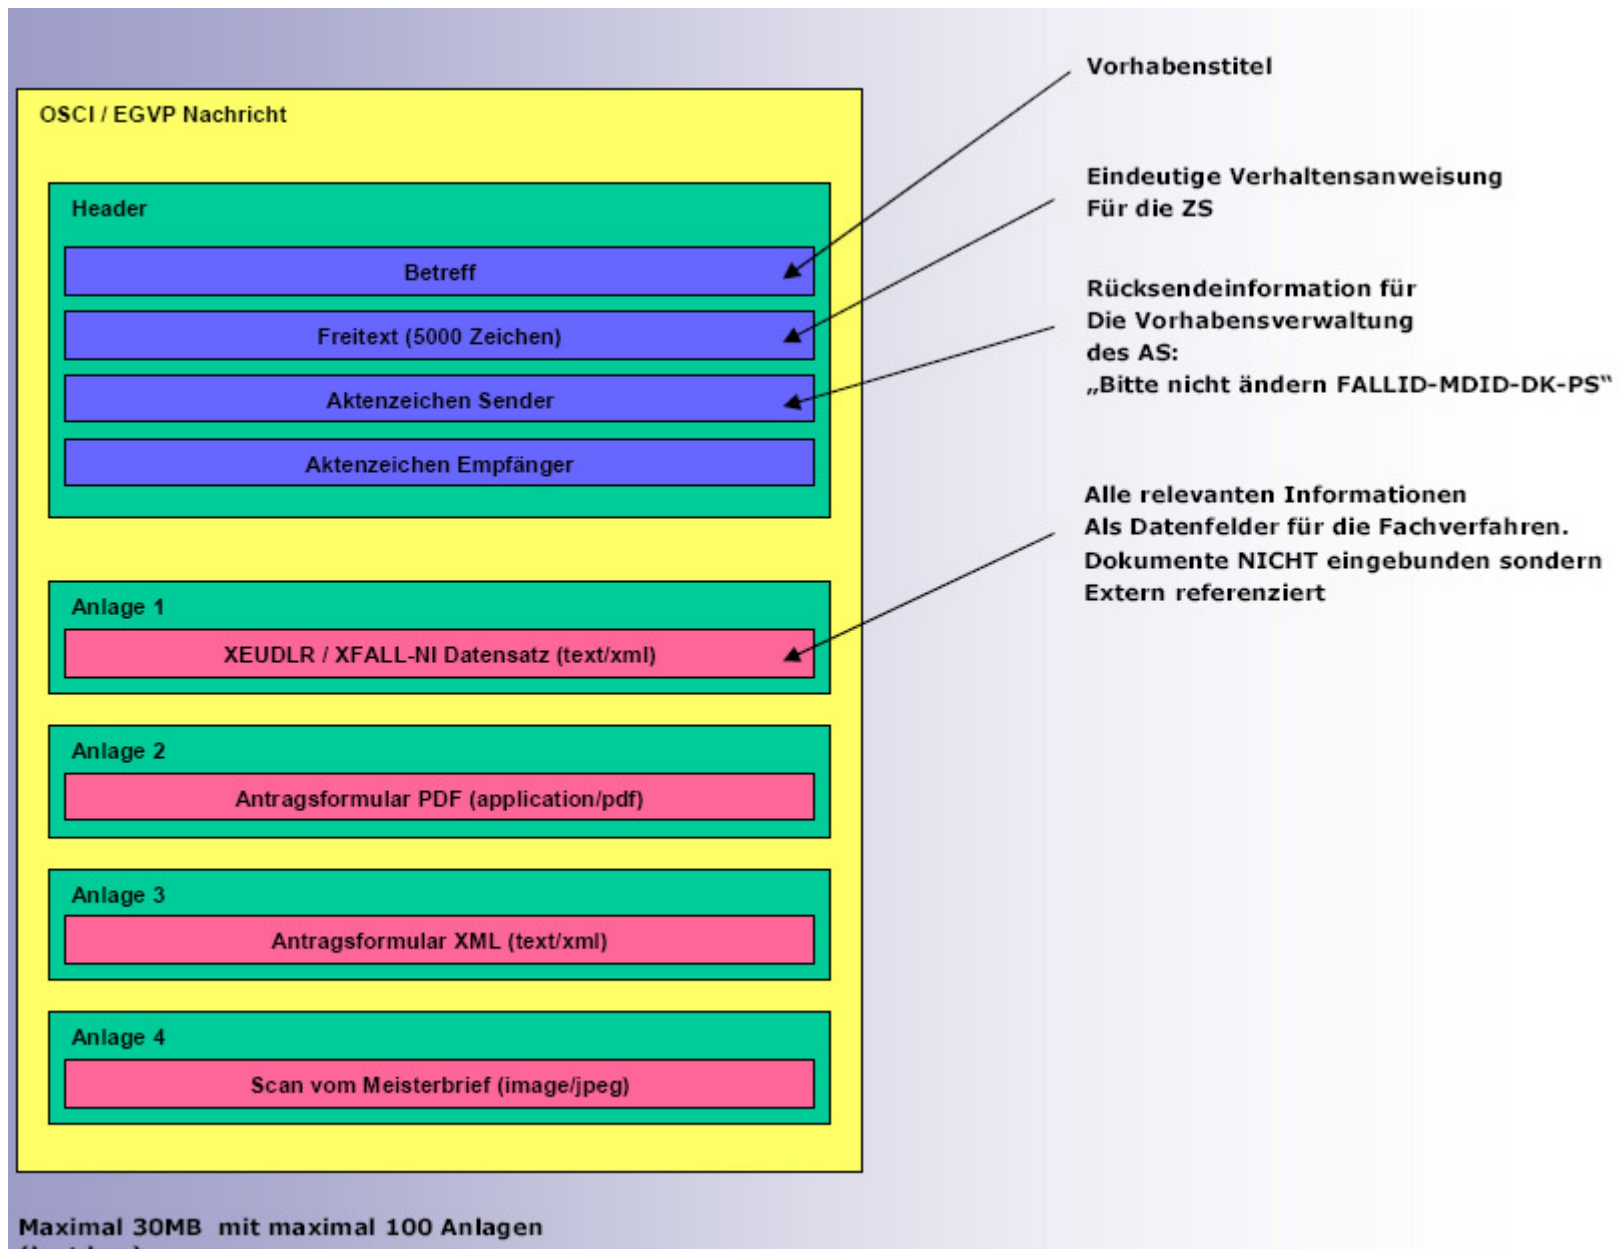 OSCI / EGVP Nachricht
Header
Betreff
Freitext (5000 Zeichen)
Aktenzeichen Sender
Aktenzeichen Empfänger
Anlage 1
XEUDLR / XFALL-NI Datensatz (text/xml)
Anlage 2
Antragsformular PDF (application/pdf)
Anlage 3
Antragsformular XML (text/xml)
Anlage 4
Scan vom Meisterbrief (image/jpeg)
Vorhabenstitel
Eindeutige Verhaltensanweisung
Für die ZS
Rücksendeinformation für
Die Vorhabensverwaltung
des AS:
„Bitte nicht ändern FALLID-MDID-DK-PS“
Alle relevanten Informationen
Als Datenfelder für die Fachverfahren.
Dokumente NICHT eingebunden sondern
Extern referenziert
Maximal 30MB mit maximal 100 Anlagen